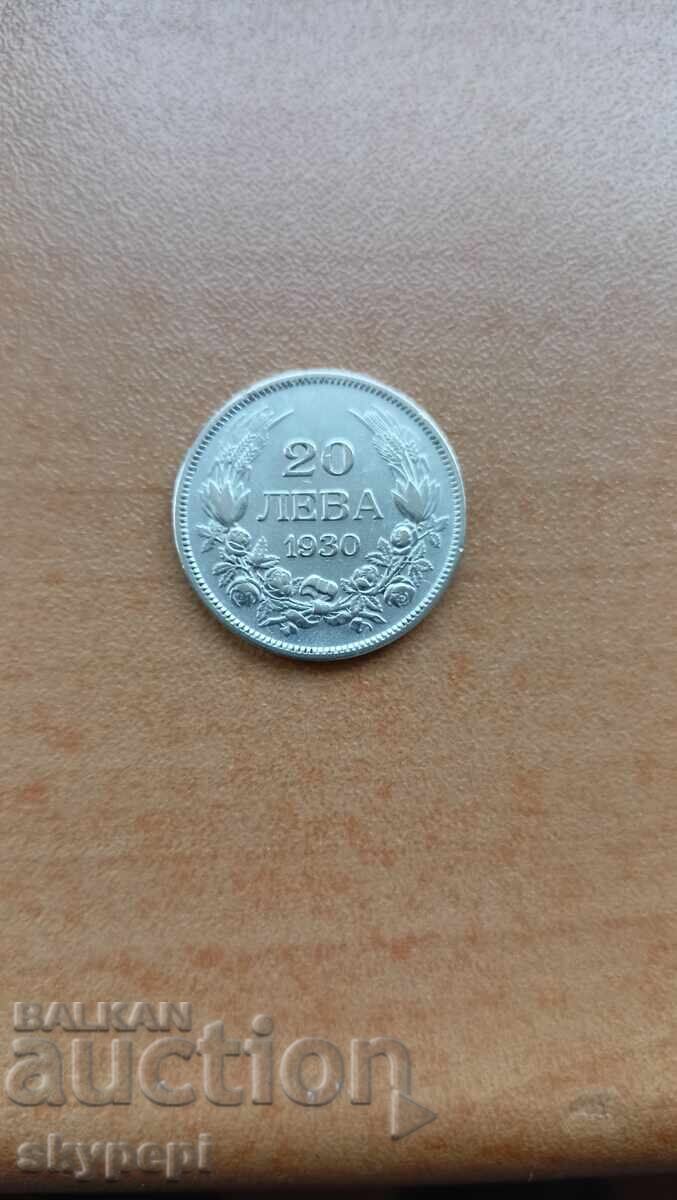 20
ЛЕВА
1930
BALKAN
auction
skypepi